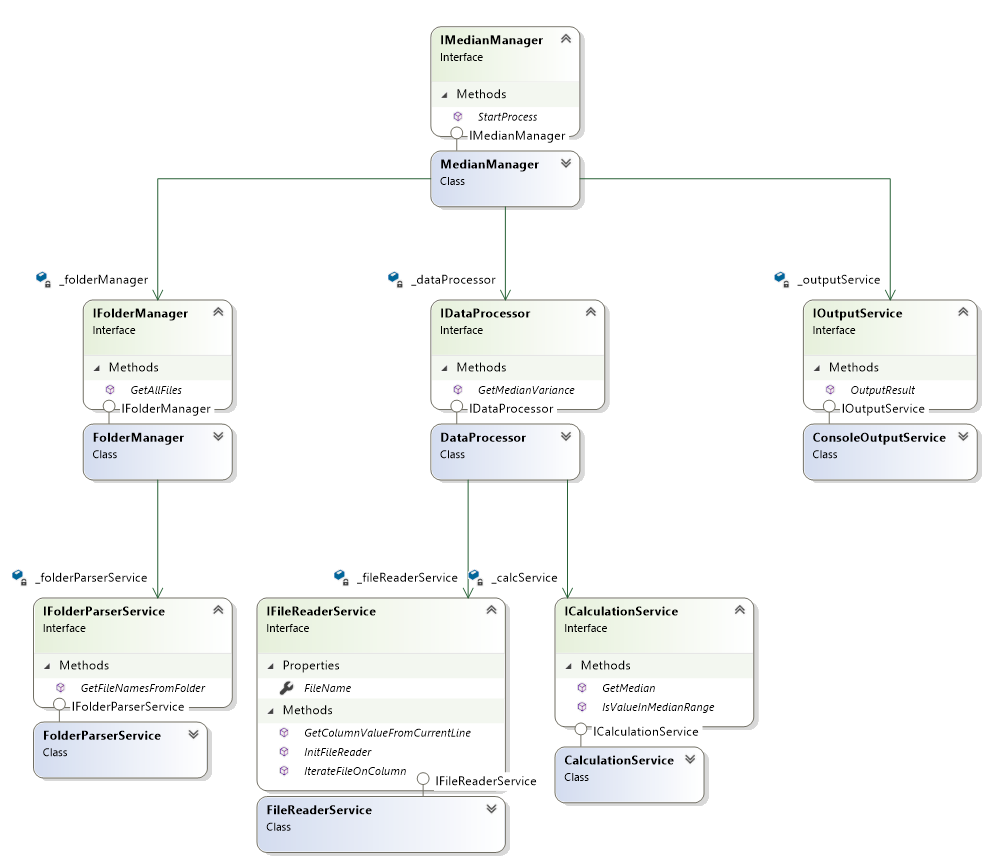 IMedianManager
Interface
Methods
StartProcess
IMedianManager
MedianManager
Class
_folderManager
_dataProcessor
_outputService
IFolderManager
Interface
Methods
GetAllFiles
IFolderManager
FolderManager
Class
IDataProcessor
Interface
Methods
GetMedianVariance
IDataProcessor
DataProcessor
Class
IOutputService
Interface
Methods
OutputResult
IOutputService
ConsoleOutputService
Class
_folderParserService
_fileReaderService
_calcService
IFolderParserService
Interface
Methods
GetFileNamesFromFolder
IFolderParserService
FolderParserService
Class
IFileReaderService
Interface
Properties
FileName
Methods
GetColumnValueFromCurrentLine
InitFileReader
IterateFileOnColumn
IFileReaderService
FileReaderService
Class
ICalculationService
Interface
Methods
GetMedian
IsValueInMedianRange
ICalculationService
CalculationService
Class